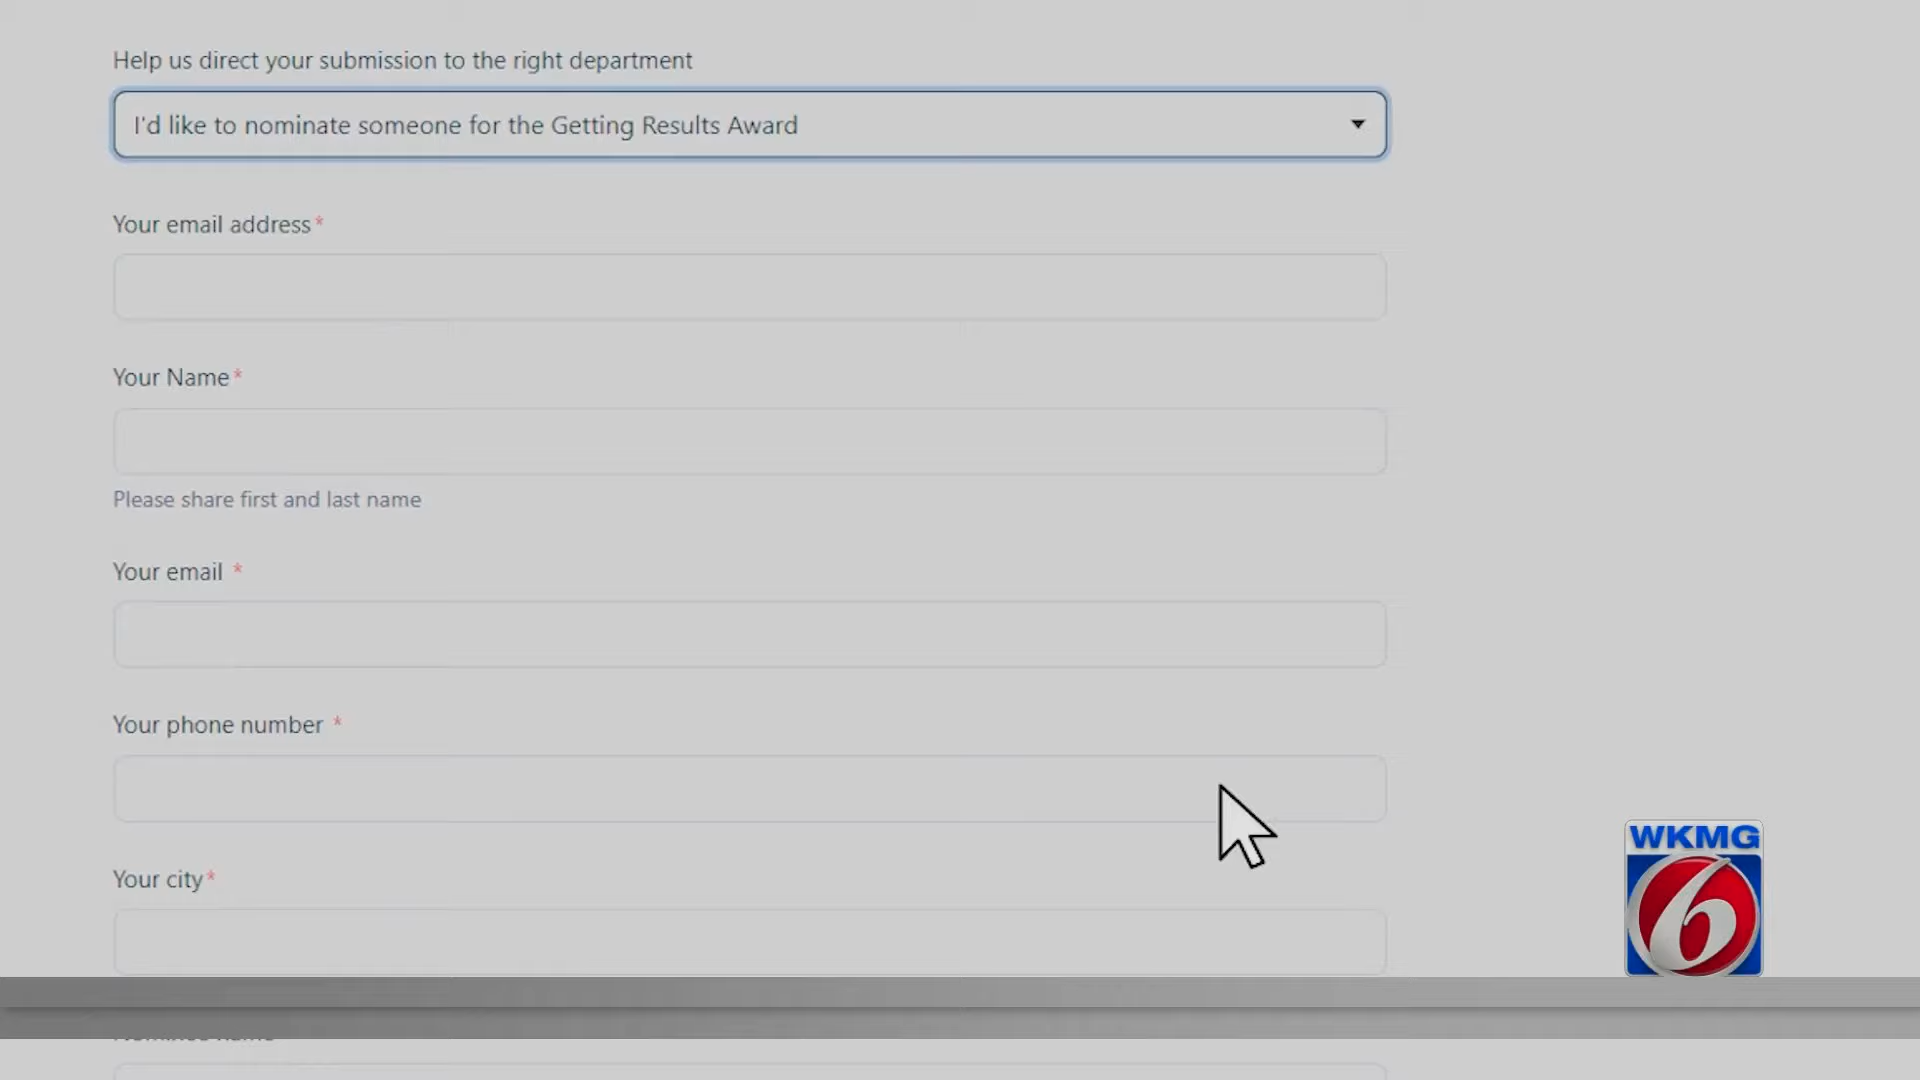 Help us direct your submission to the right department
I'd like to nominate someone for the Getting Results Award
Your email address*
Your Name*
Please share first and last name
Your email *
Your phone number *
Your city*
WKMG
6